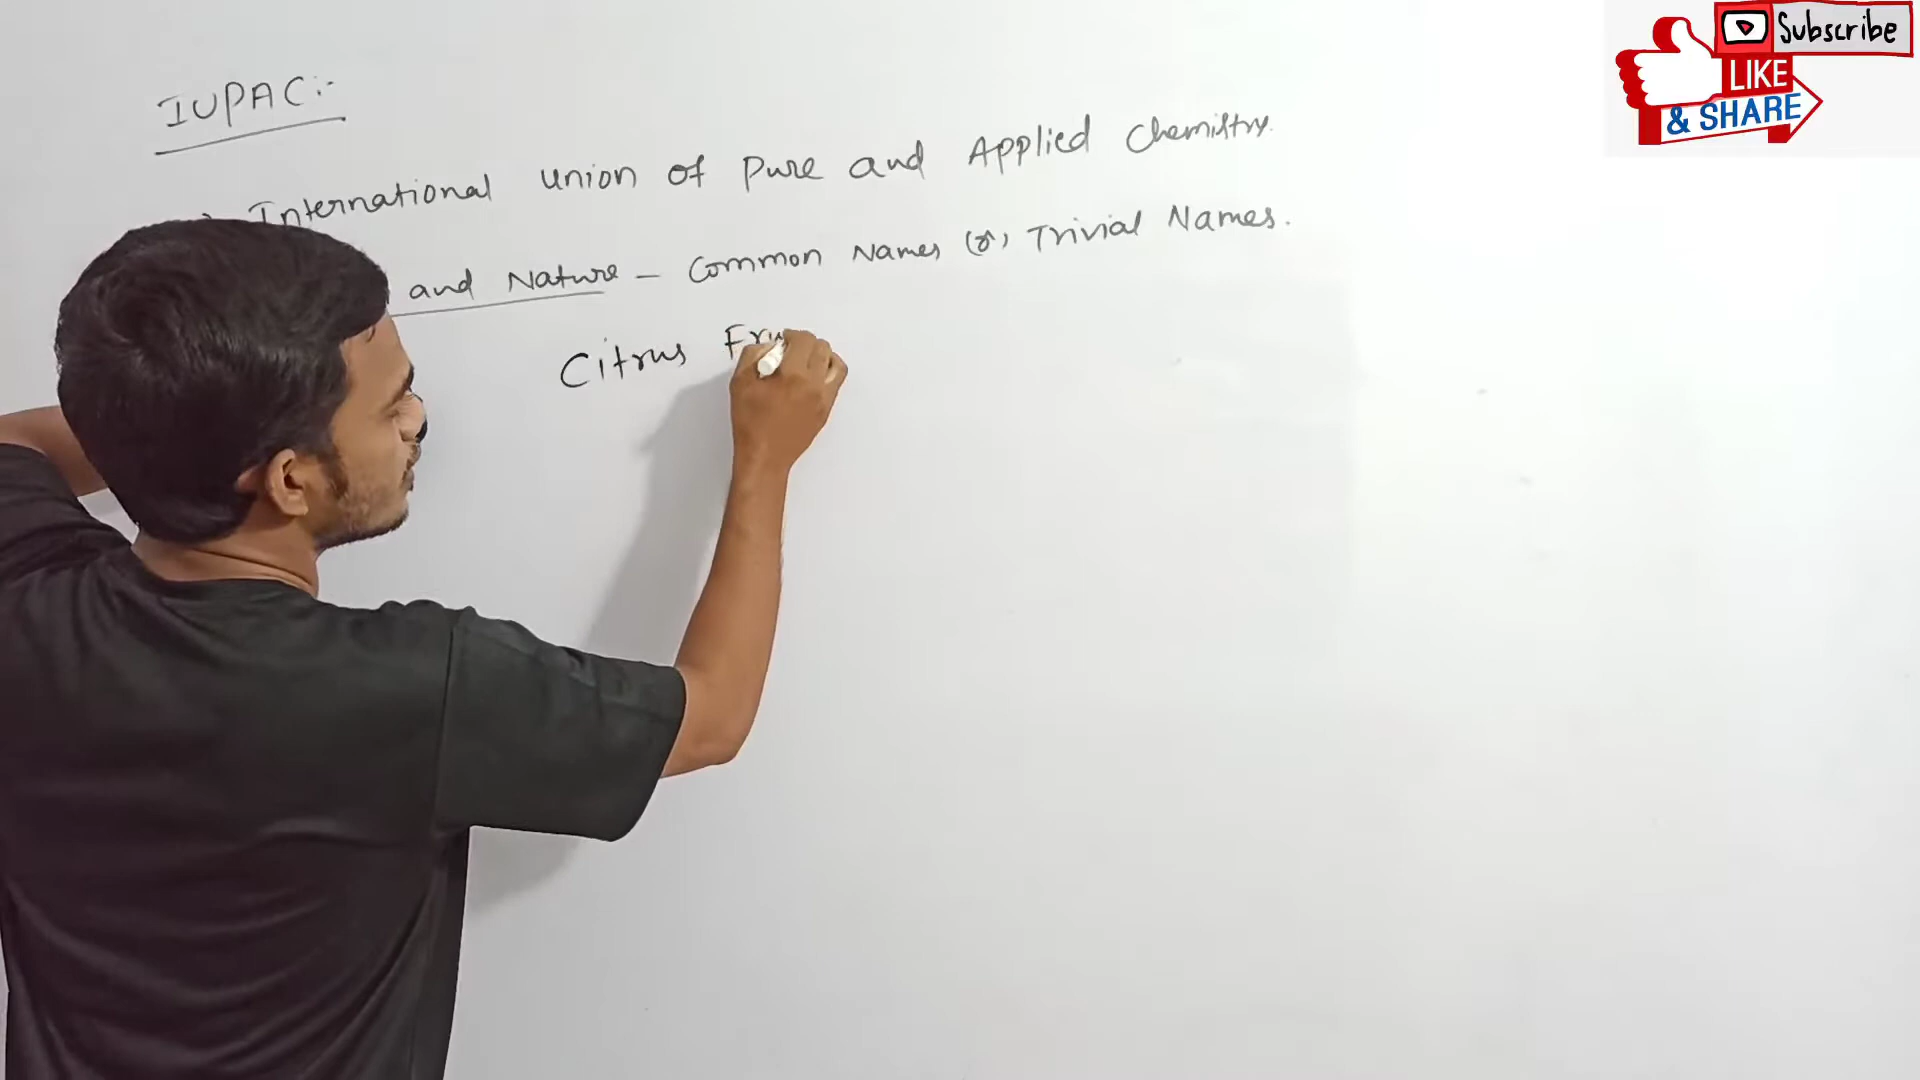 IUPAC:-
International Union of Pure and Applied Chemistry.
and Nature - Common Names (or) Trivial Names.
Citrus
Subscribe
LIKE
& SHARE